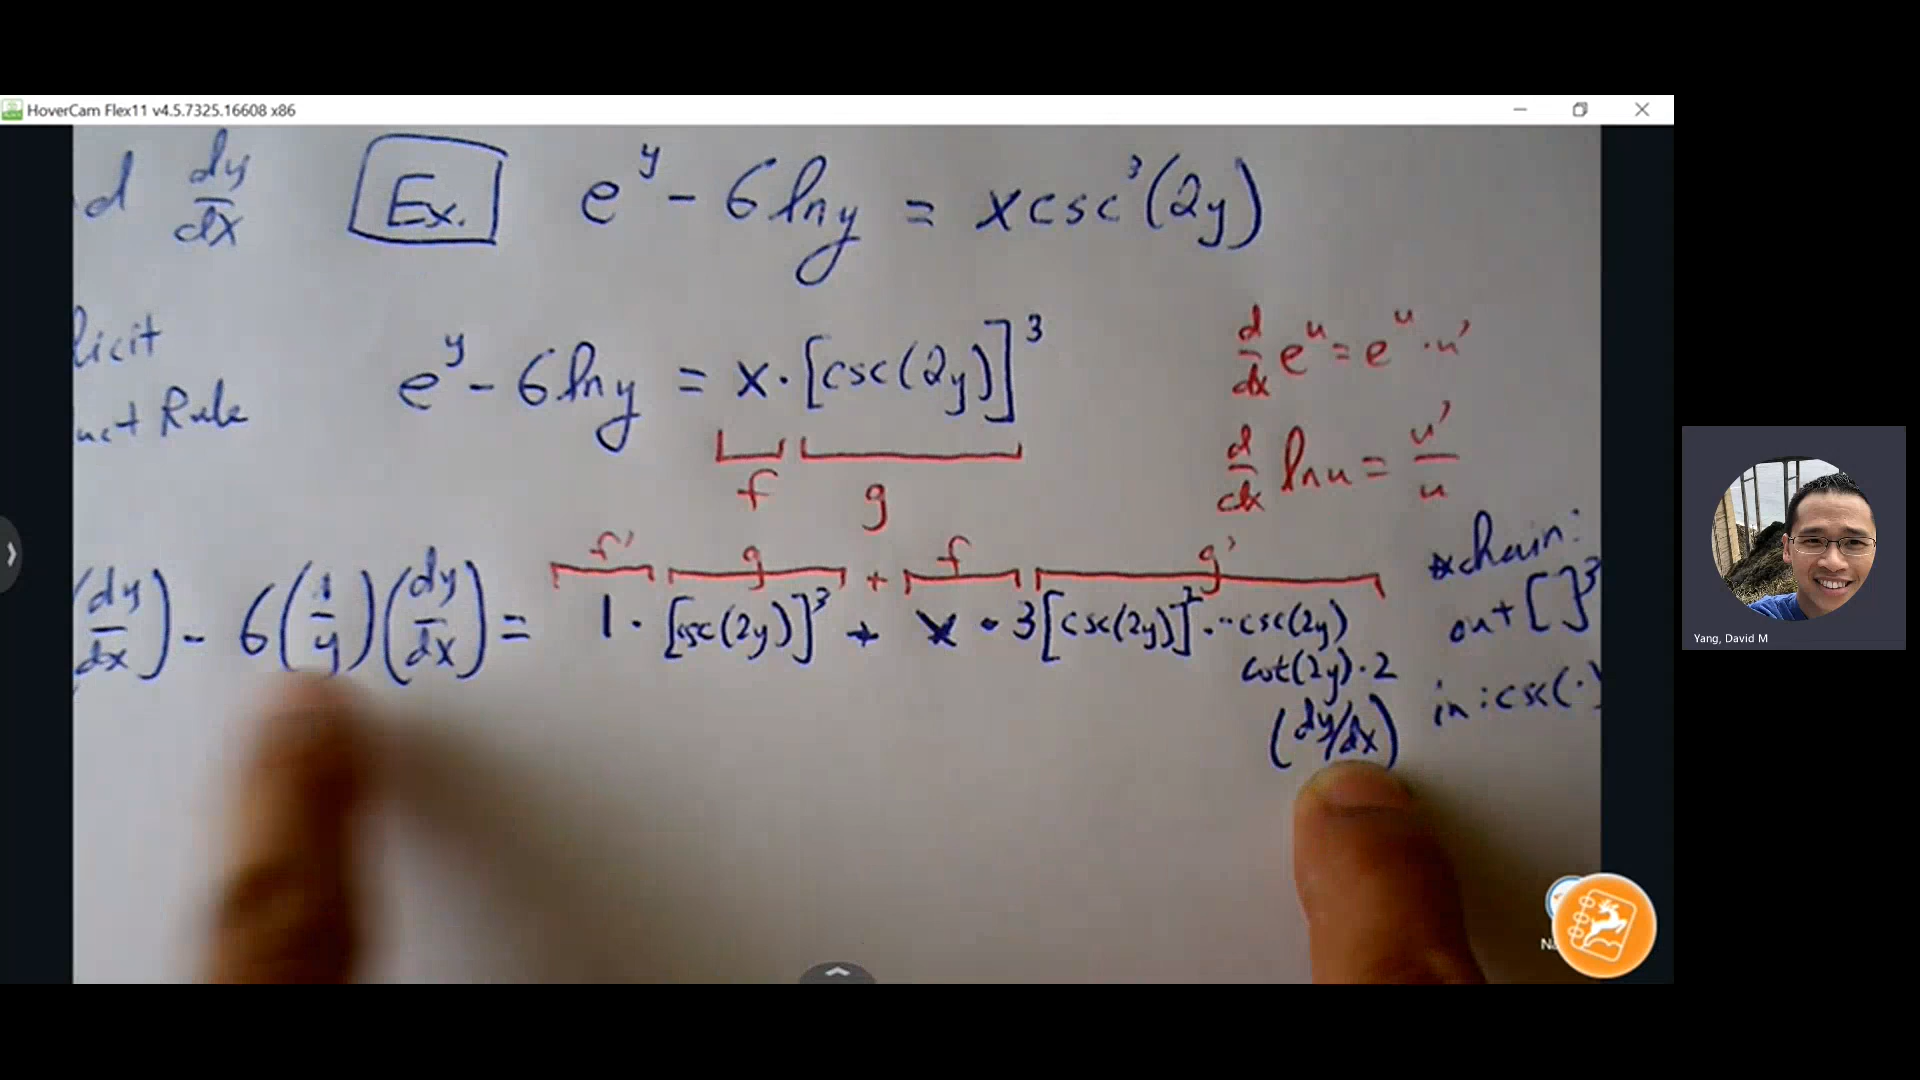 HoverCam Flex11 v4.5.7325.16608 x86
d dy/dx Ex. e^y - 6 ln y = x csc^3(2y)
licit
uct Rule
e^y - 6 ln y = x · [csc(2y)]^3
f g
d/dx e^u = e^u · u'
d/dx ln u = u'/u
f' g + f g'
(dy/dx) - 6(1/y)(dy/dx) = 1 · [csc(2y)]^3 + x · 3[csc(2y)]^2 · -csc(2y)
cot(2y) · 2
(dy/dx)
*chain:
out [ ]^3
in: csc(·)
Yang, David M